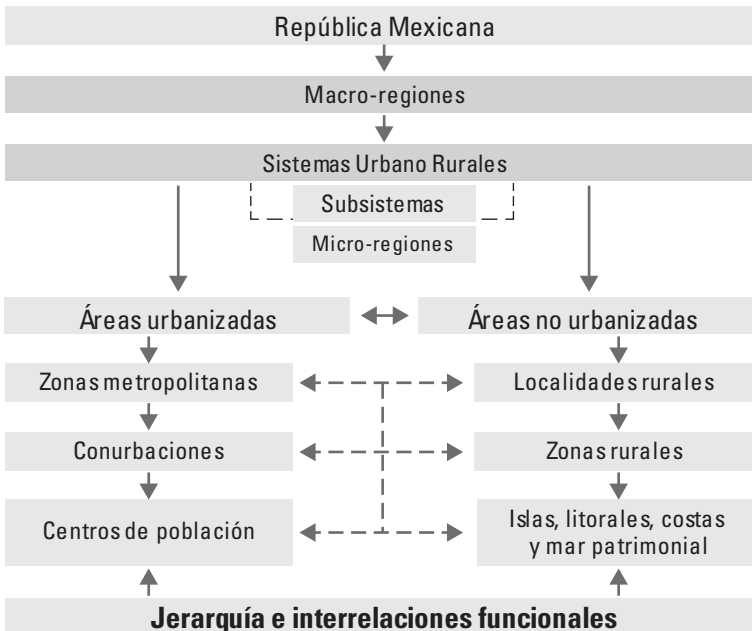 República Mexicana
Macro-regiones
Sistemas Urbano Rurales
Subsistemas
Micro-regiones
Áreas urbanizadas
Áreas no urbanizadas
Zonas metropolitanas
Localidades rurales
Conurbaciones
Zonas rurales
Centros de población
Islas, litorales, costas
y mar patrimonial
Jerarquía e interrelaciones funcionales